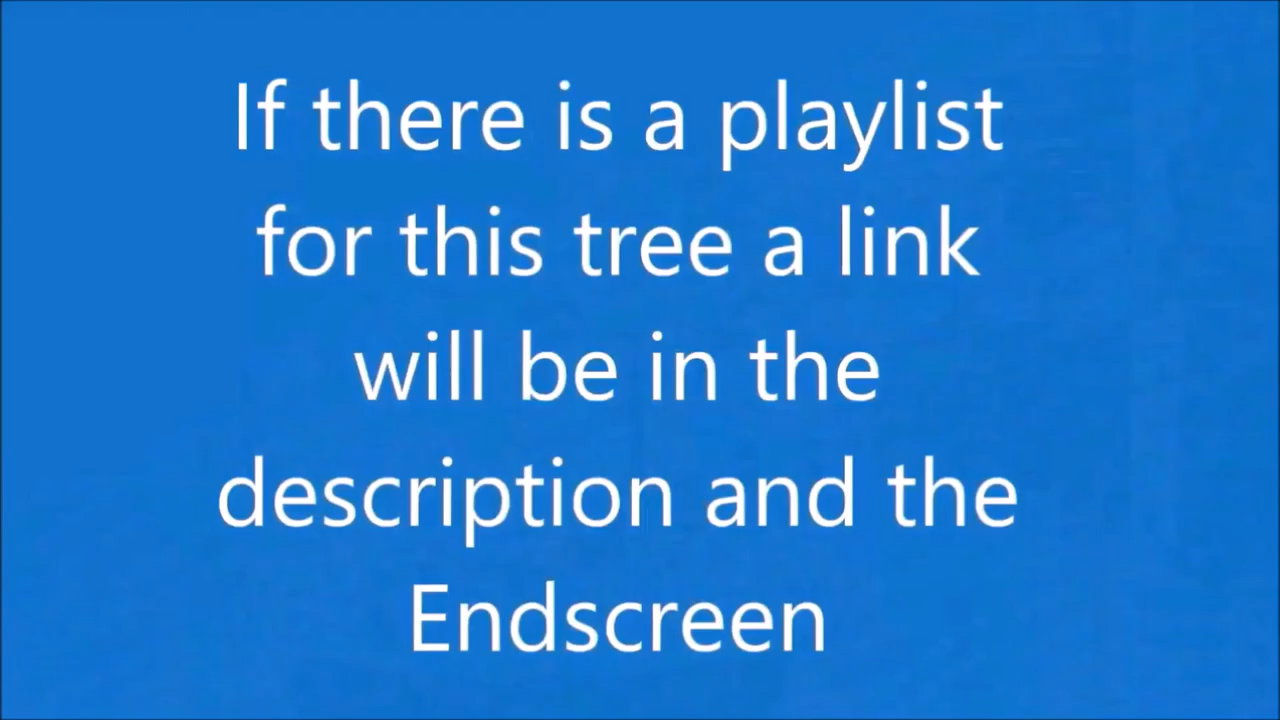 If there is a playlist
for this tree a link
will be in the
description and the
Endscreen